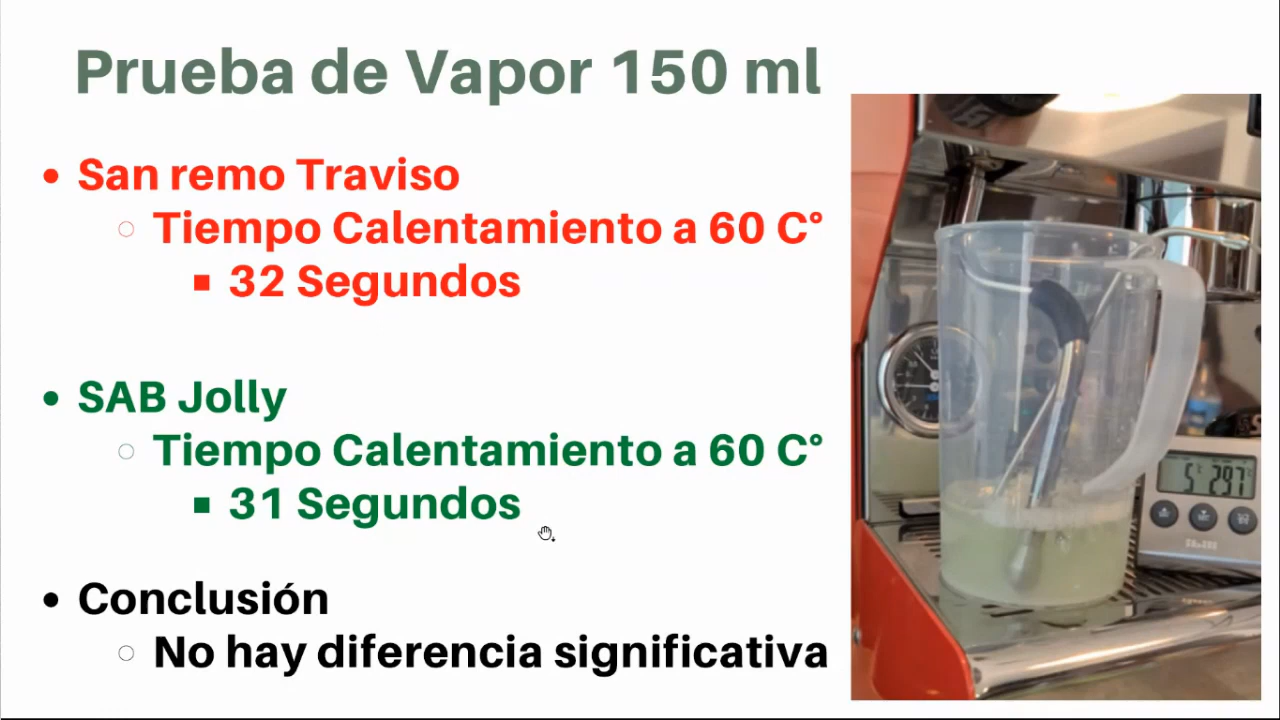 Prueba de Vapor 150 ml
San remo Traviso
Tiempo Calentamiento a 60 C°
32 Segundos
SAB Jolly
Tiempo Calentamiento a 60 C°
31 Segundos
Conclusión
No hay diferencia significativa